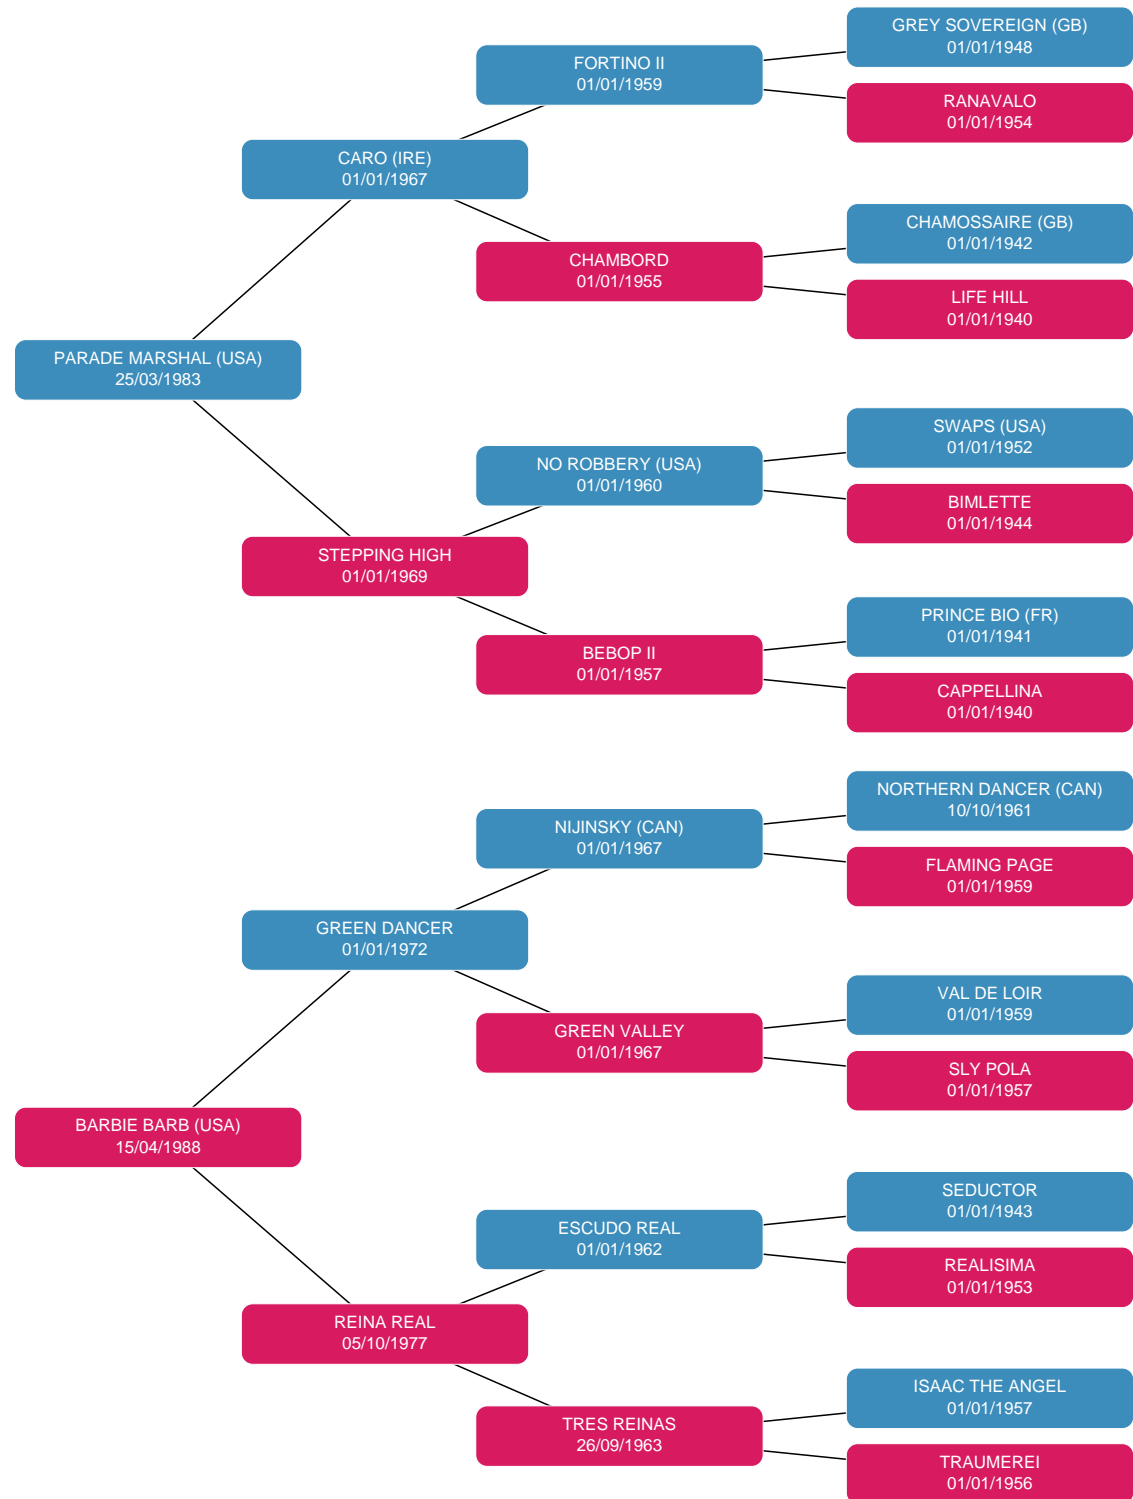 GREY SOVEREIGN (GB)
01/01/1948
FORTINO II
01/01/1959
RANAVALO
01/01/1954
CARO (IRE)
01/01/1967
CHAMOSSAIRE (GB)
01/01/1942
CHAMBORD
01/01/1955
LIFE HILL
01/01/1940
PARADE MARSHAL (USA)
25/03/1983
SWAPS (USA)
01/01/1952
NO ROBBERY (USA)
01/01/1960
BIMLETTE
01/01/1944
STEPPING HIGH
01/01/1969
PRINCE BIO (FR)
01/01/1941
BEBOP II
01/01/1957
CAPPELLINA
01/01/1940
NORTHERN DANCER (CAN)
10/10/1961
NIJINSKY (CAN)
01/01/1967
FLAMING PAGE
01/01/1959
GREEN DANCER
01/01/1972
VAL DE LOIR
01/01/1959
GREEN VALLEY
01/01/1967
SLY POLA
01/01/1957
BARBIE BARB (USA)
15/04/1988
SEDUCTOR
01/01/1943
ESCUDO REAL
01/01/1962
REALISIMA
01/01/1953
REINA REAL
05/10/1977
ISAAC THE ANGEL
01/01/1957
TRES REINAS
26/09/1963
TRAUMEREI
01/01/1956